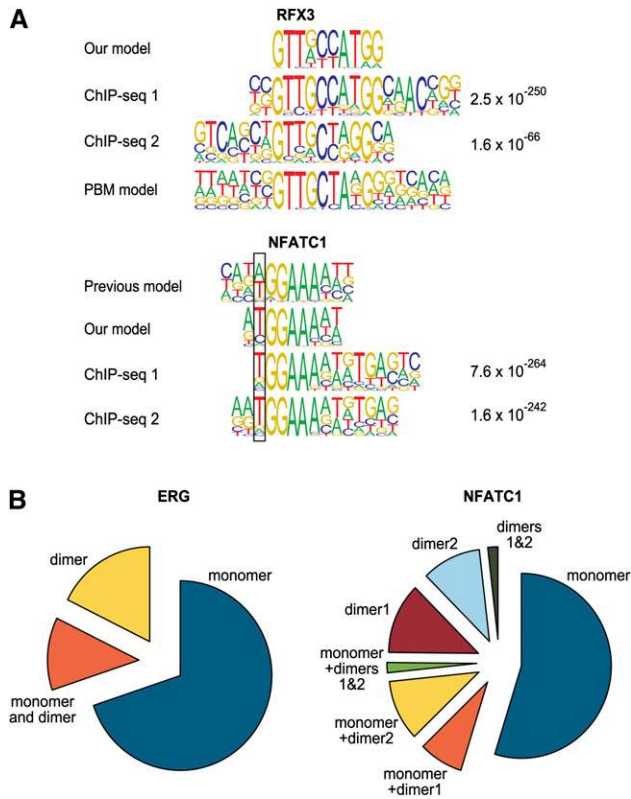 A
RFX3
Our model
ChIP-seq 1
2.5 x 10^-250
ChIP-seq 2
1.6 x 10^-66
PBM model
NFATC1
Previous model
Our model
ChIP-seq 1
7.6 x 10^-264
ChIP-seq 2
1.6 x 10^-242
B
ERG
dimer
monomer
monomer
and dimer
NFATC1
dimers
1&2
dimer2
monomer
dimer1
monomer
+dimers
1&2
monomer
+dimer2
monomer
+dimer1